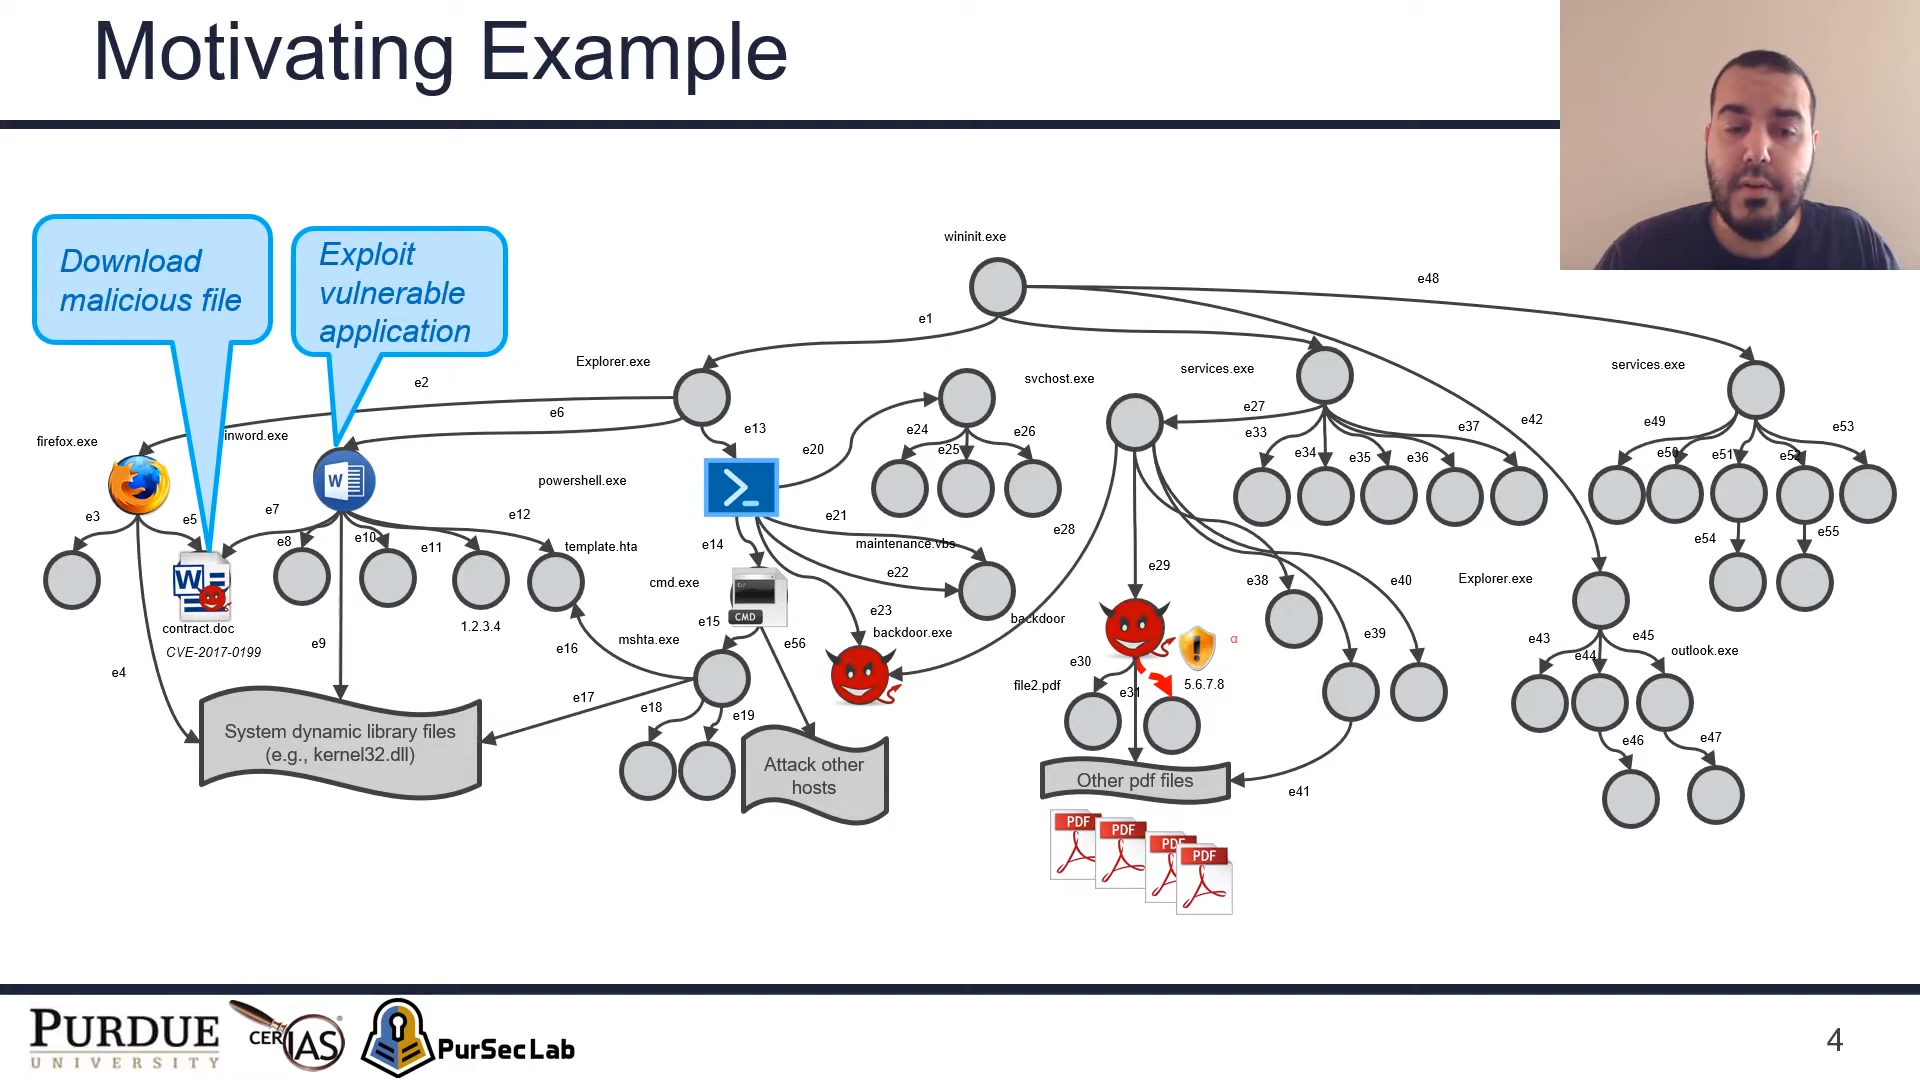 Motivating Example
Download
malicious file
Exploit
vulnerable
application
wininit.exe
e48
e1
Explorer.exe
svchost.exe
services.exe
services.exe
e2
e6
e13
e20
e24
e25
e26
e27
e33
e34
e35
e36
e37
e42
e49
e50
e51
e52
e53
e54
e55
firefox.exe
inword.exe
powershell.exe
e3
e5
e7
e8
e10
e11
e12
template.hta
e14
e21
maintenance.vbs
e22
e28
e29
e38
e40
Explorer.exe
cmd.exe
CMD
contract.doc
CVE-2017-0199
1.2.3.4
e4
e9
e16
mshta.exe
e15
e56
e23
backdoor.exe
backdoor
α
e39
e43
e44
e45
outlook.exe
e30
file2.pdf
e31
5.6.7.8
e17
e18
e19
e46
e47
System dynamic library files
(e.g., kernel32.dll)
Attack other
hosts
Other pdf files
e41
PDF
PDF
PDF
PDF
PURDUE
UNIVERSITY
CERIAS
PurSecLab
4